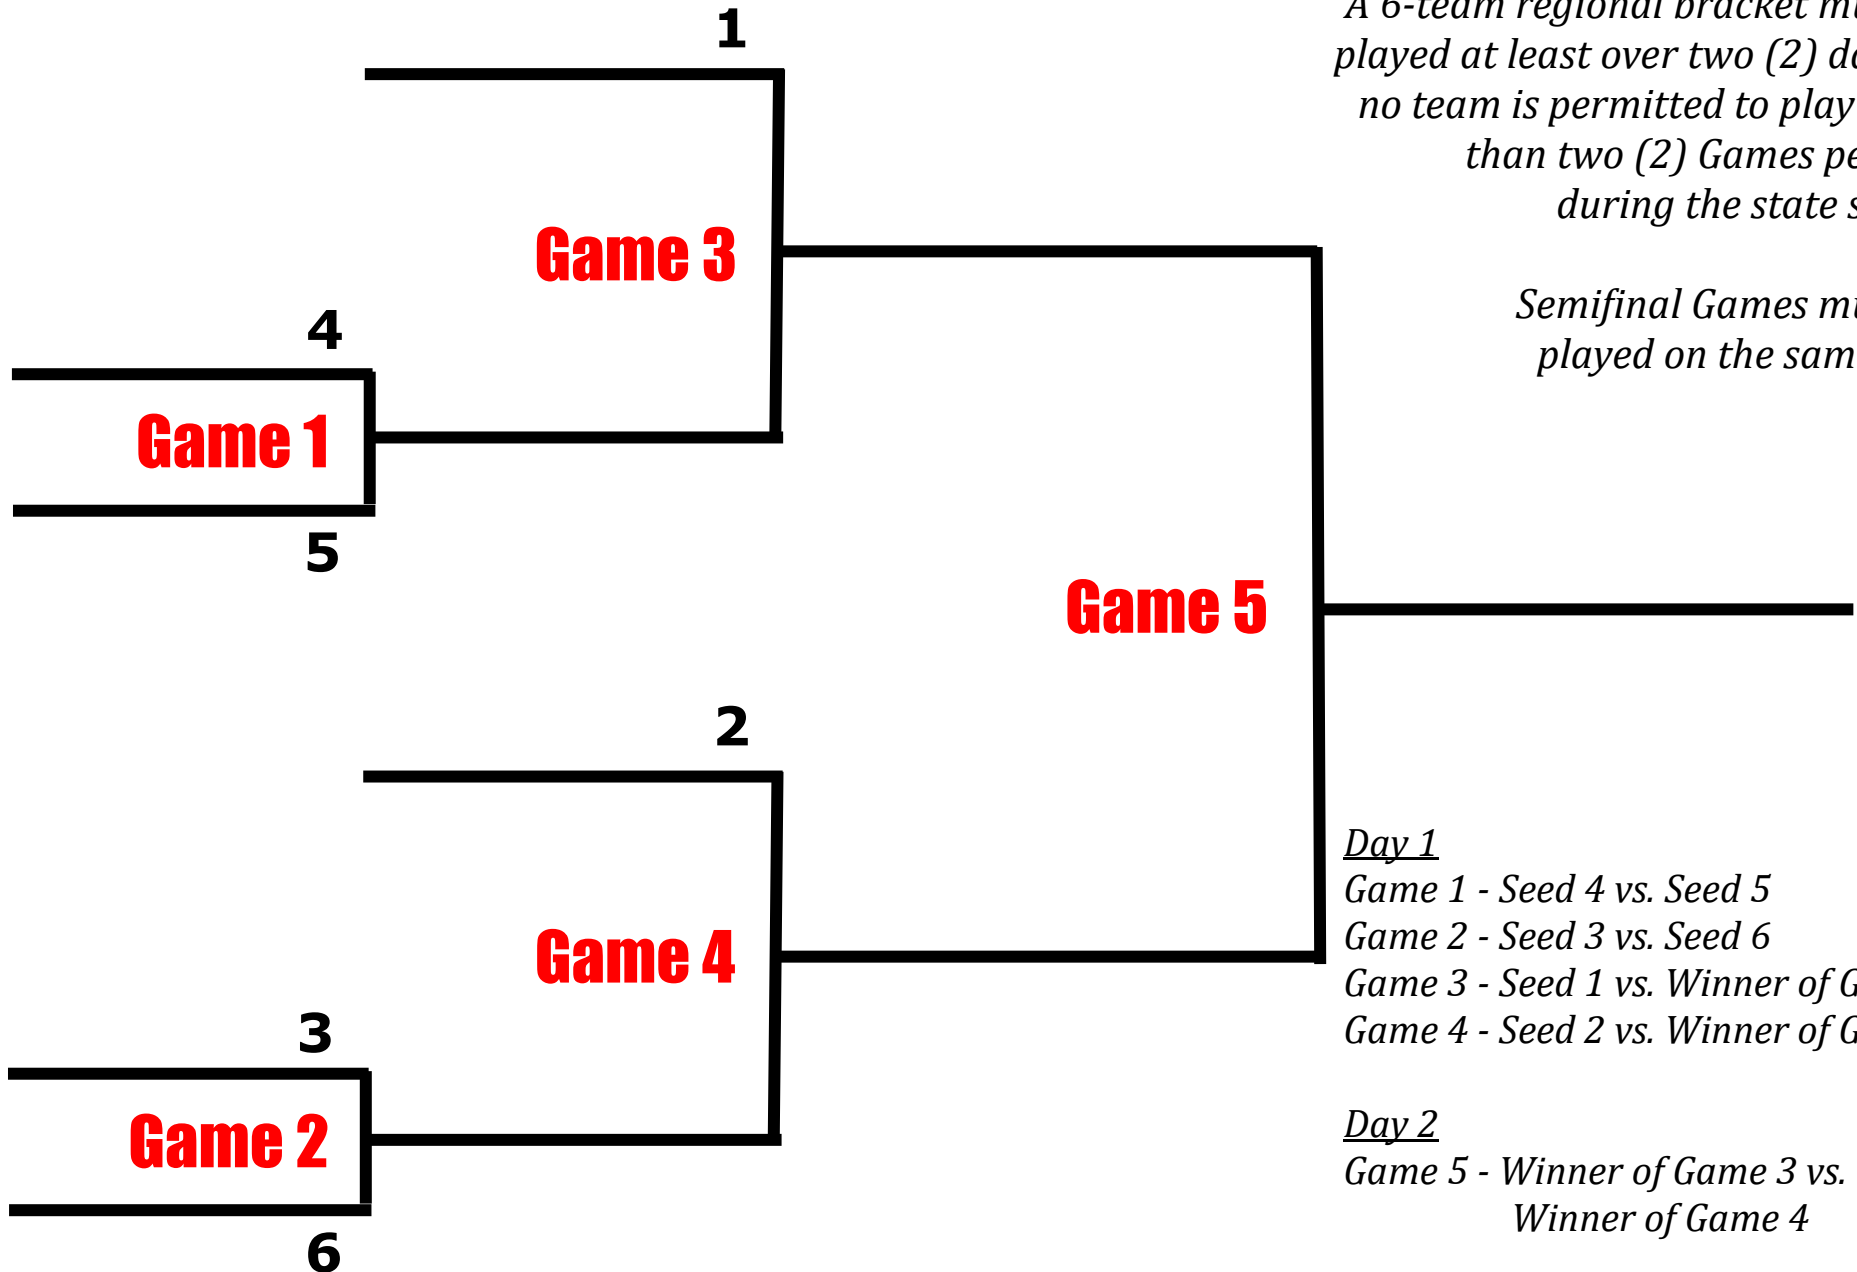 1
A 6-team regional bracket
played at least over two (2)
no team is permitted to play
than two (2) Games
during the state
Game 3
Semifinal Games
played on the
4
Game 1
5
Game 5
2
Day 1
Game 1 - Seed 4 vs. Seed 5
Game 2 - Seed 3 vs. Seed 6
Game 3 - Seed 1 vs. Winner of
Game 4 - Seed 2 vs. Winner of
Game 4
3
Game 2
6
Day 2
Game 5 - Winner of Game 3 vs.
Winner of Game 4